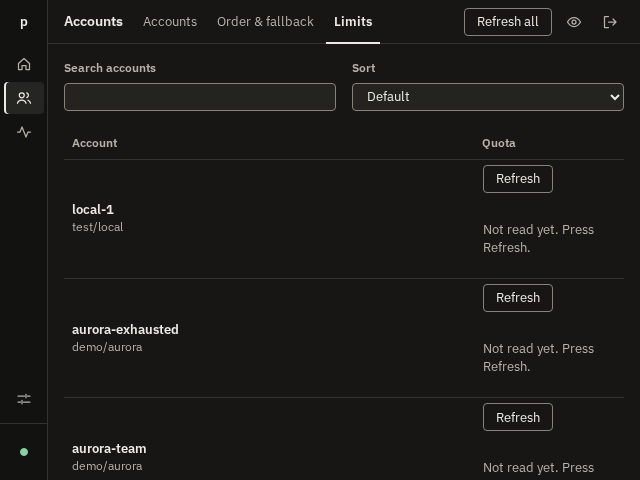 p
Accounts
Accounts
Order & fallback
Limits
Refresh all
Search accounts
Sort
Default
Account
Quota
Refresh
local-1
test/local
Not read yet. Press
Refresh.
Refresh
aurora-exhausted
demo/aurora
Not read yet. Press
Refresh.
Refresh
aurora-team
demo/aurora
Not read yet. Press